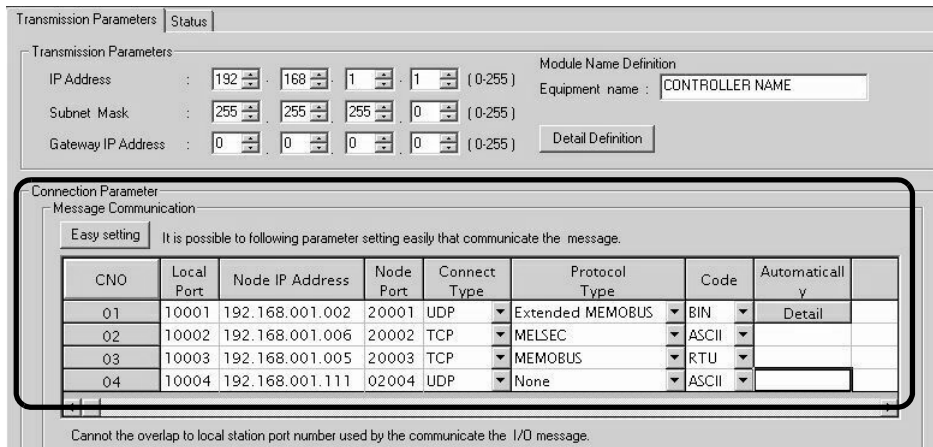 Transmission Parameters Status
Transmission Parameters
IP Address : 192 . 168 . 1 . 1 ( 0-255 )
Subnet Mask : 255 . 255 . 255 . 0 ( 0-255 )
Gateway IP Address : 0 . 0 . 0 . 0 ( 0-255 )
Module Name Definition
Equipment name : CONTROLLER NAME
Detail Definition
Connection Parameter
Message Communication
Easy setting It is possible to following parameter setting easily that communicate the message.
CNO Local Port Node IP Address Node Port Connect Type Protocol Type Code Automatically
01 10001 192.168.001.002 20001 UDP Extended MEMOBUS BIN Detail
02 10002 192.168.001.006 20002 TCP MELSEC ASCII
03 10003 192.168.001.005 20003 TCP MEMOBUS RTU
04 10004 192.168.001.111 02004 UDP None ASCII
Cannot the overlap to local station port number used by the communicate the I/O message.